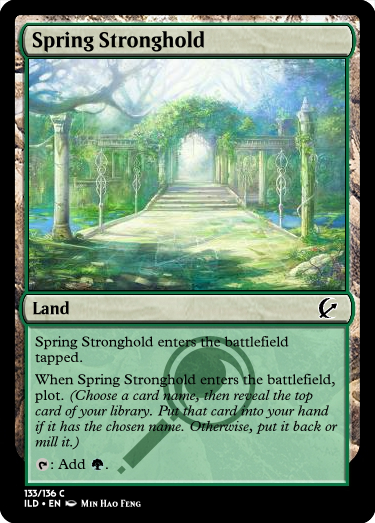 Spring Stronghold
Land
Spring Stronghold enters the battlefield
tapped.
When Spring Stronghold enters the battlefield,
plot. (Choose a card name, then reveal the top
card of your library. Put that card into your hand
if it has the chosen name. Otherwise, put it back or
mill it.)
: Add .
133/136 C
ILD • EN Min Hao Feng